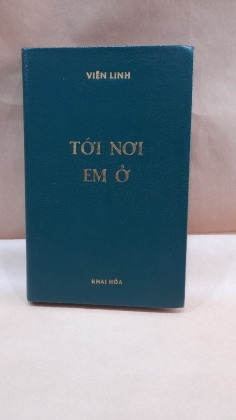 VIÊN LINH
TỚI NƠI
EM Ở
KHAI HÓA